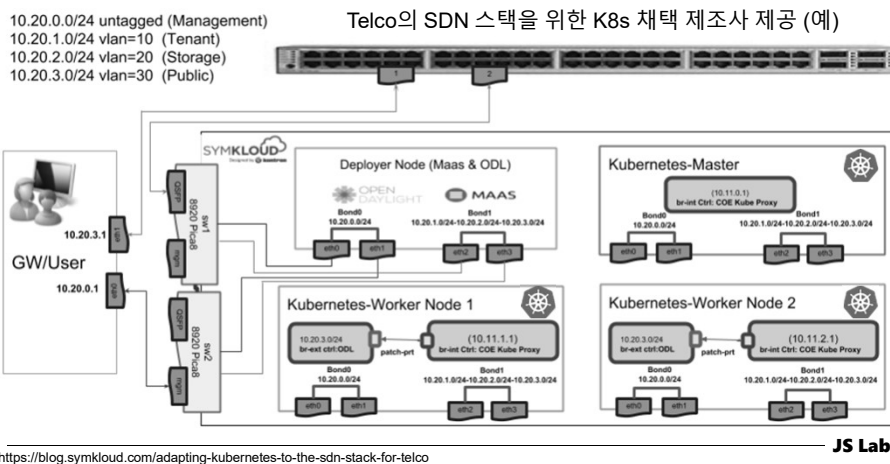 Telco의 SDN 스택을 위한 K8s 채택 제조사 제공 (예)
10.20.0.0/24 untagged (Management)
10.20.1.0/24 vlan=10 (Tenant)
10.20.2.0/24 vlan=20 (Storage)
10.20.3.0/24 vlan=30 (Public)
1
2
SYMKLOUD
10.20.3.1
eth1
GW/User
10.20.0.1
eth0
QSFP
mgm
sw1
8920 Pica8
QSFP
mgm
sw2
8920 Pica8
Deployer Node (Maas & ODL)
OPEN DAYLIGHT
MAAS
Bond0
10.20.0.0/24
Bond1
10.20.1.0/24-10.20.2.0/24-10.20.3.0/24
eth0
eth1
eth2
eth3
Kubernetes-Master
(10.11.0.1)
br-int Ctrl: COE Kube Proxy
Bond0
10.20.0.0/24
Bond1
10.20.1.0/24-10.20.2.0/24-10.20.3.0/24
eth0
eth1
eth2
eth3
Kubernetes-Worker Node 1
10.20.3.0/24
br-ext ctrl:ODL
patch-prt
(10.11.1.1)
br-int Ctrl: COE Kube Proxy
Bond0
10.20.0.0/24
Bond1
10.20.1.0/24-10.20.2.0/24-10.20.3.0/24
eth0
eth1
eth2
eth3
Kubernetes-Worker Node 2
10.20.3.0/24
br-ext ctrl:ODL
patch-prt
(10.11.2.1)
br-int Ctrl: COE Kube Proxy
Bond0
10.20.0.0/24
Bond1
10.20.1.0/24-10.20.2.0/24-10.20.3.0/24
eth0
eth1
eth2
eth3
JS Lab
https://blog.symkloud.com/adapting-kubernetes-to-the-sdn-stack-for-telco